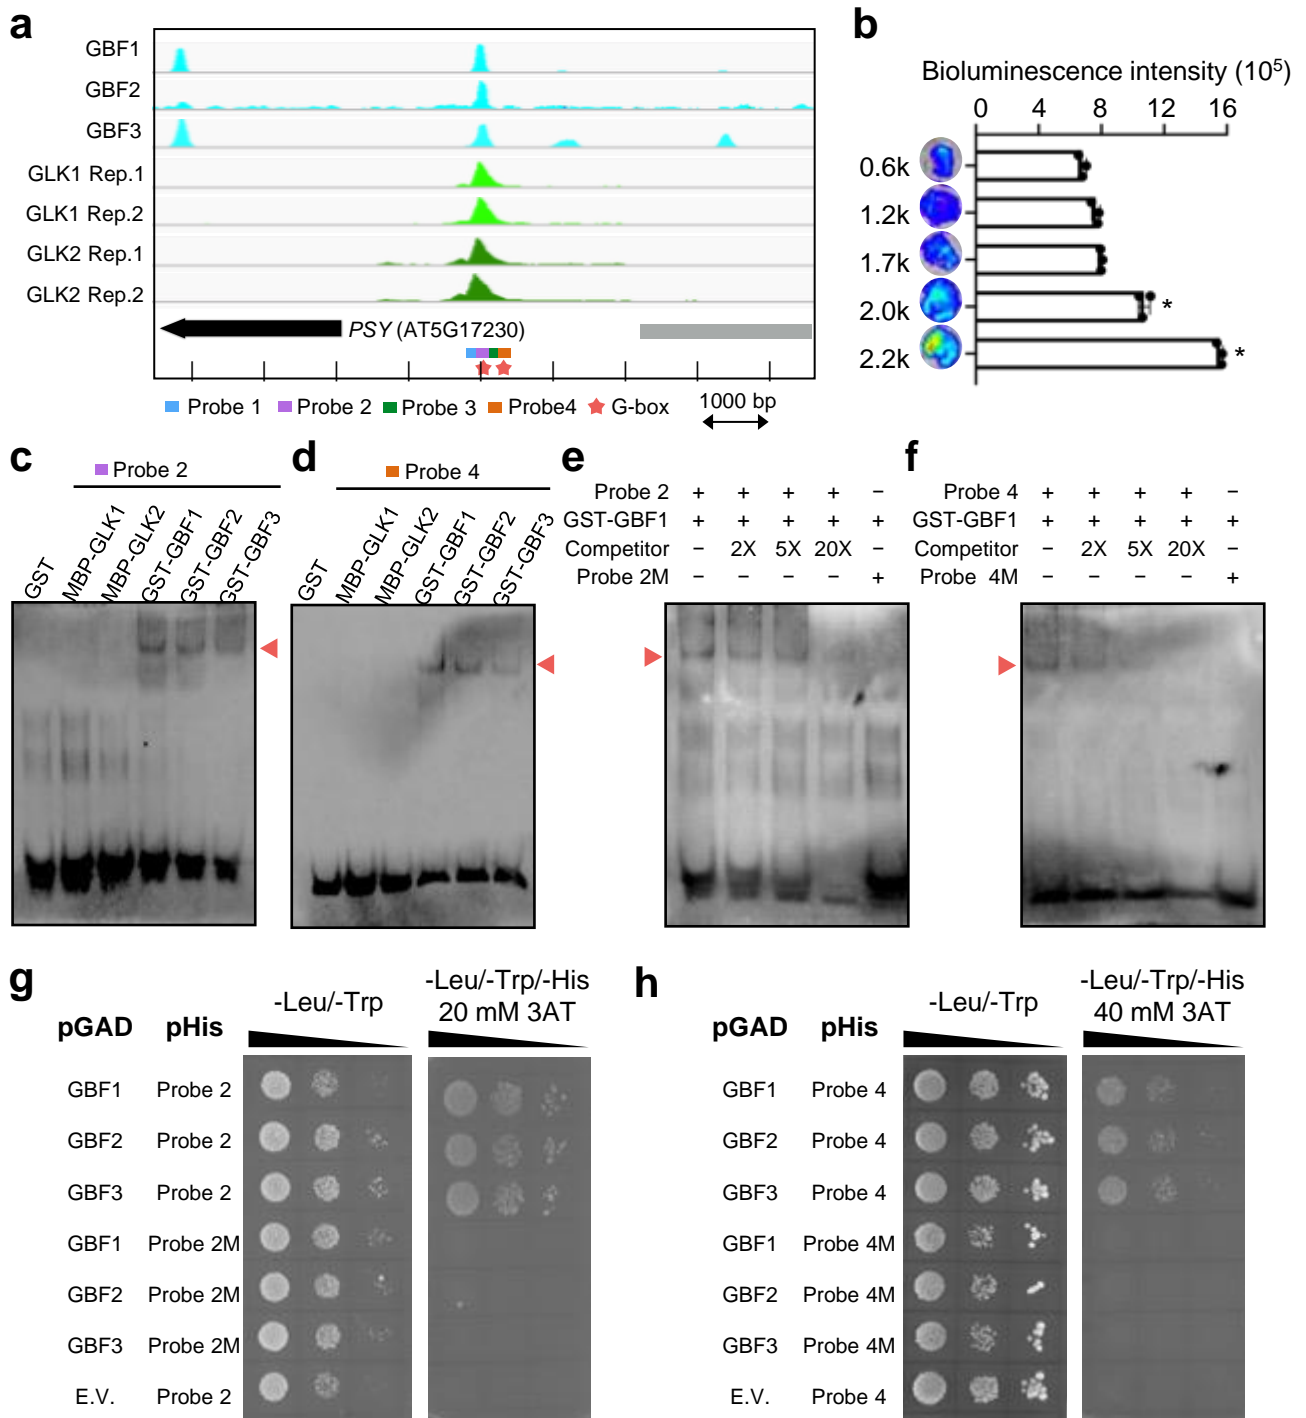 a
GBF1
GBF2
GBF3
GLK1 Rep.1
GLK1 Rep.2
GLK2 Rep.1
GLK2 Rep.2
PSY (AT5G17230)
Probe 1 Probe 2 Probe 3 Probe4 G-box
1000 bp
b
Bioluminescence intensity (10⁵)
0 4 8 12 16
0.6k
1.2k
1.7k
2.0k *
2.2k *
c
Probe 2
GST MBP-GLK1 MBP-GLK2 GST-GBF1 GST-GBF2 GST-GBF3
d
Probe 4
GST MBP-GLK1 MBP-GLK2 GST-GBF1 GST-GBF2 GST-GBF3
e
Probe 2 + + + + −
GST-GBF1 + + + + +
Competitor − 2X 5X 20X −
Probe 2M − − − − +
f
Probe 4 + + + + −
GST-GBF1 + + + + +
Competitor − 2X 5X 20X −
Probe 4M − − − − +
g
-Leu/-Trp
-Leu/-Trp/-His
20 mM 3AT
pGAD pHis
GBF1 Probe 2
GBF2 Probe 2
GBF3 Probe 2
GBF1 Probe 2M
GBF2 Probe 2M
GBF3 Probe 2M
E.V. Probe 2
h
-Leu/-Trp
-Leu/-Trp/-His
40 mM 3AT
pGAD pHis
GBF1 Probe 4
GBF2 Probe 4
GBF3 Probe 4
GBF1 Probe 4M
GBF2 Probe 4M
GBF3 Probe 4M
E.V. Probe 4